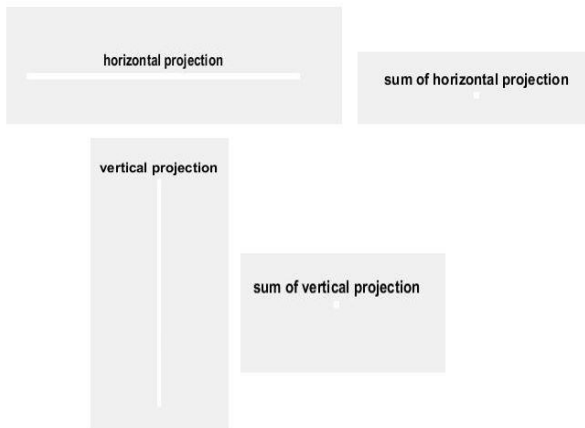 horizontal projection
sum of horizontal projection
vertical projection
sum of vertical projection